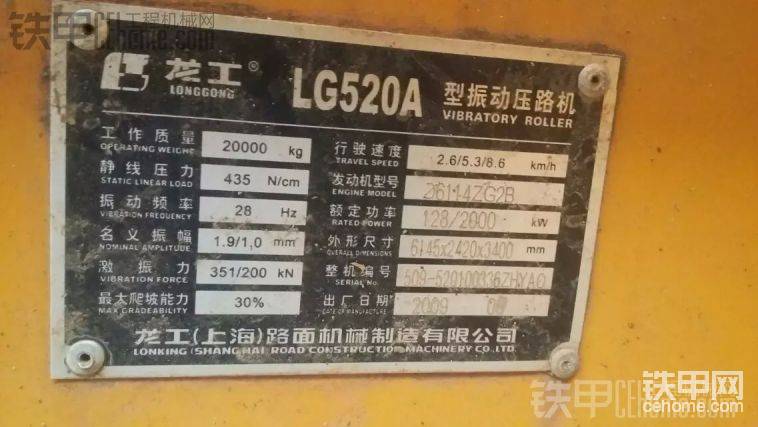 铁甲 工程机械网
cehome.com
龙工®
LONGGONG
LG520A 型振动压路机
VIBRATORY ROLLER
工作质量 20000 kg
OPERATING WEIGHT
静线压力 435 N/cm
STATIC LINEAR LOAD
振动频率 28 Hz
VIBRATION FREQUENCY
名义振幅 1.9/1.0 mm
NOMINAL AMPLITUDE
激振力 351/200 kN
VIBRATION FORCE
最大爬坡能力 30%
MAX GRADEABILITY
行驶速度 2.6/5.3/8.6 km/h
TRAVEL SPEED
发动机型号 D6114ZG2B
ENGINE MODEL
额定功率 128/2000 kW
RATED POWER
外形尺寸 6145x2420x3400 mm
OVERALL DIMENSIONS
整机编号
SERIAL No.
出厂日期 2009
DATE OF MANUFACTURE
龙工(上海)路面机械制造有限公司
LONKING (SHANGHAI ROAD CONSTRUCTION MACHINERY CO.,LTD.
铁甲网
cehome.com